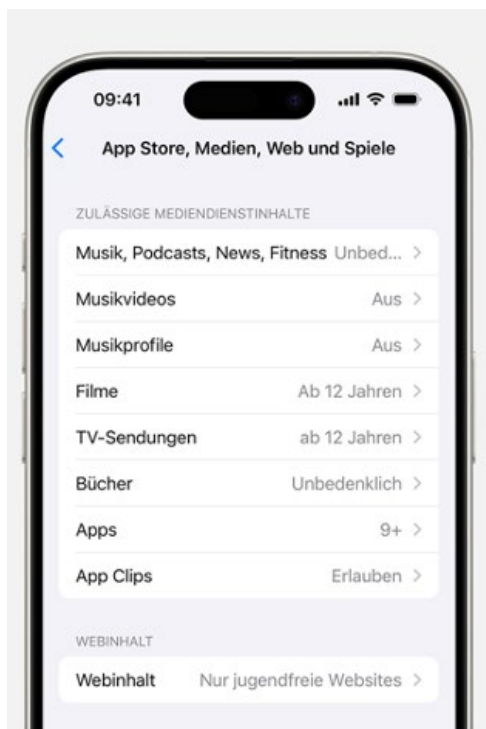 09:41
App Store, Medien, Web und Spiele
ZULÄSSIGE MEDIENDIENSTINHALTE
Musik, Podcasts, News, Fitness Unbed...
Musikvideos Aus
Musikprofile Aus
Filme Ab 12 Jahren
TV-Sendungen ab 12 Jahren
Bücher Unbedenklich
Apps 9+
App Clips Erlauben
WEBINHALT
Webinhalt Nur jugendfreie Websites